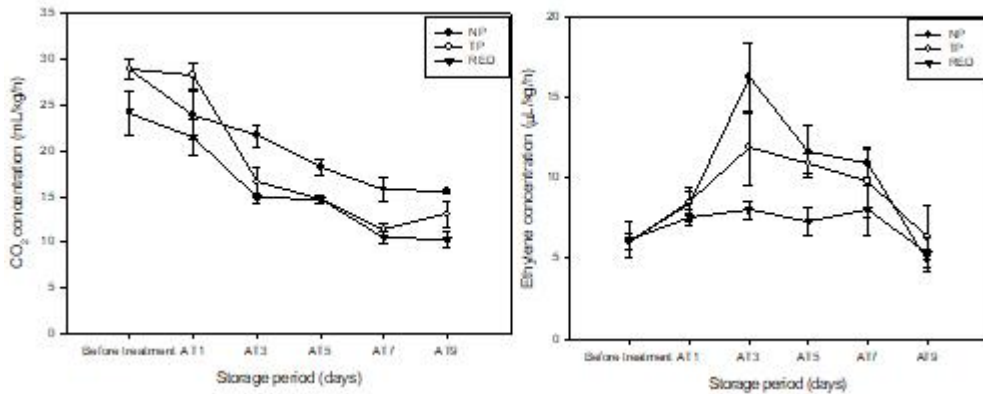 35
30
25
20
15
10
5
0
CO2 concentration (mL/kg/h)
NP
TP
RED
Before treatment AT1 AT3 AT5 AT7 AT9
Storage period (days)
20
15
10
5
0
Ethylene concentration (μL/kg/h)
NP
TP
RED
Before treatment AT1 AT3 AT5 AT7 AT9
Storage period (days)